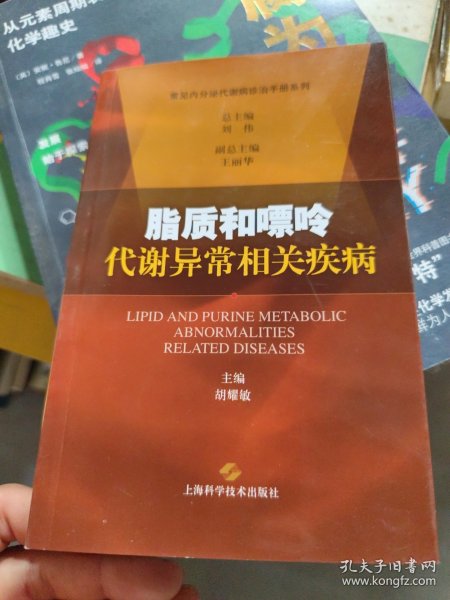 从元素周期表
化学趣史
常见内分泌代谢病诊治手册系列
总主编
刘 伟
副总主编
王丽华
脂质和嘌呤
代谢异常相关疾病
LIPID AND PURINE METABOLIC
ABNORMALITIES
RELATED DISEASES
主编
胡耀敏
上海科学技术出版社
特”
孔夫子旧书网
www.kongfz.com